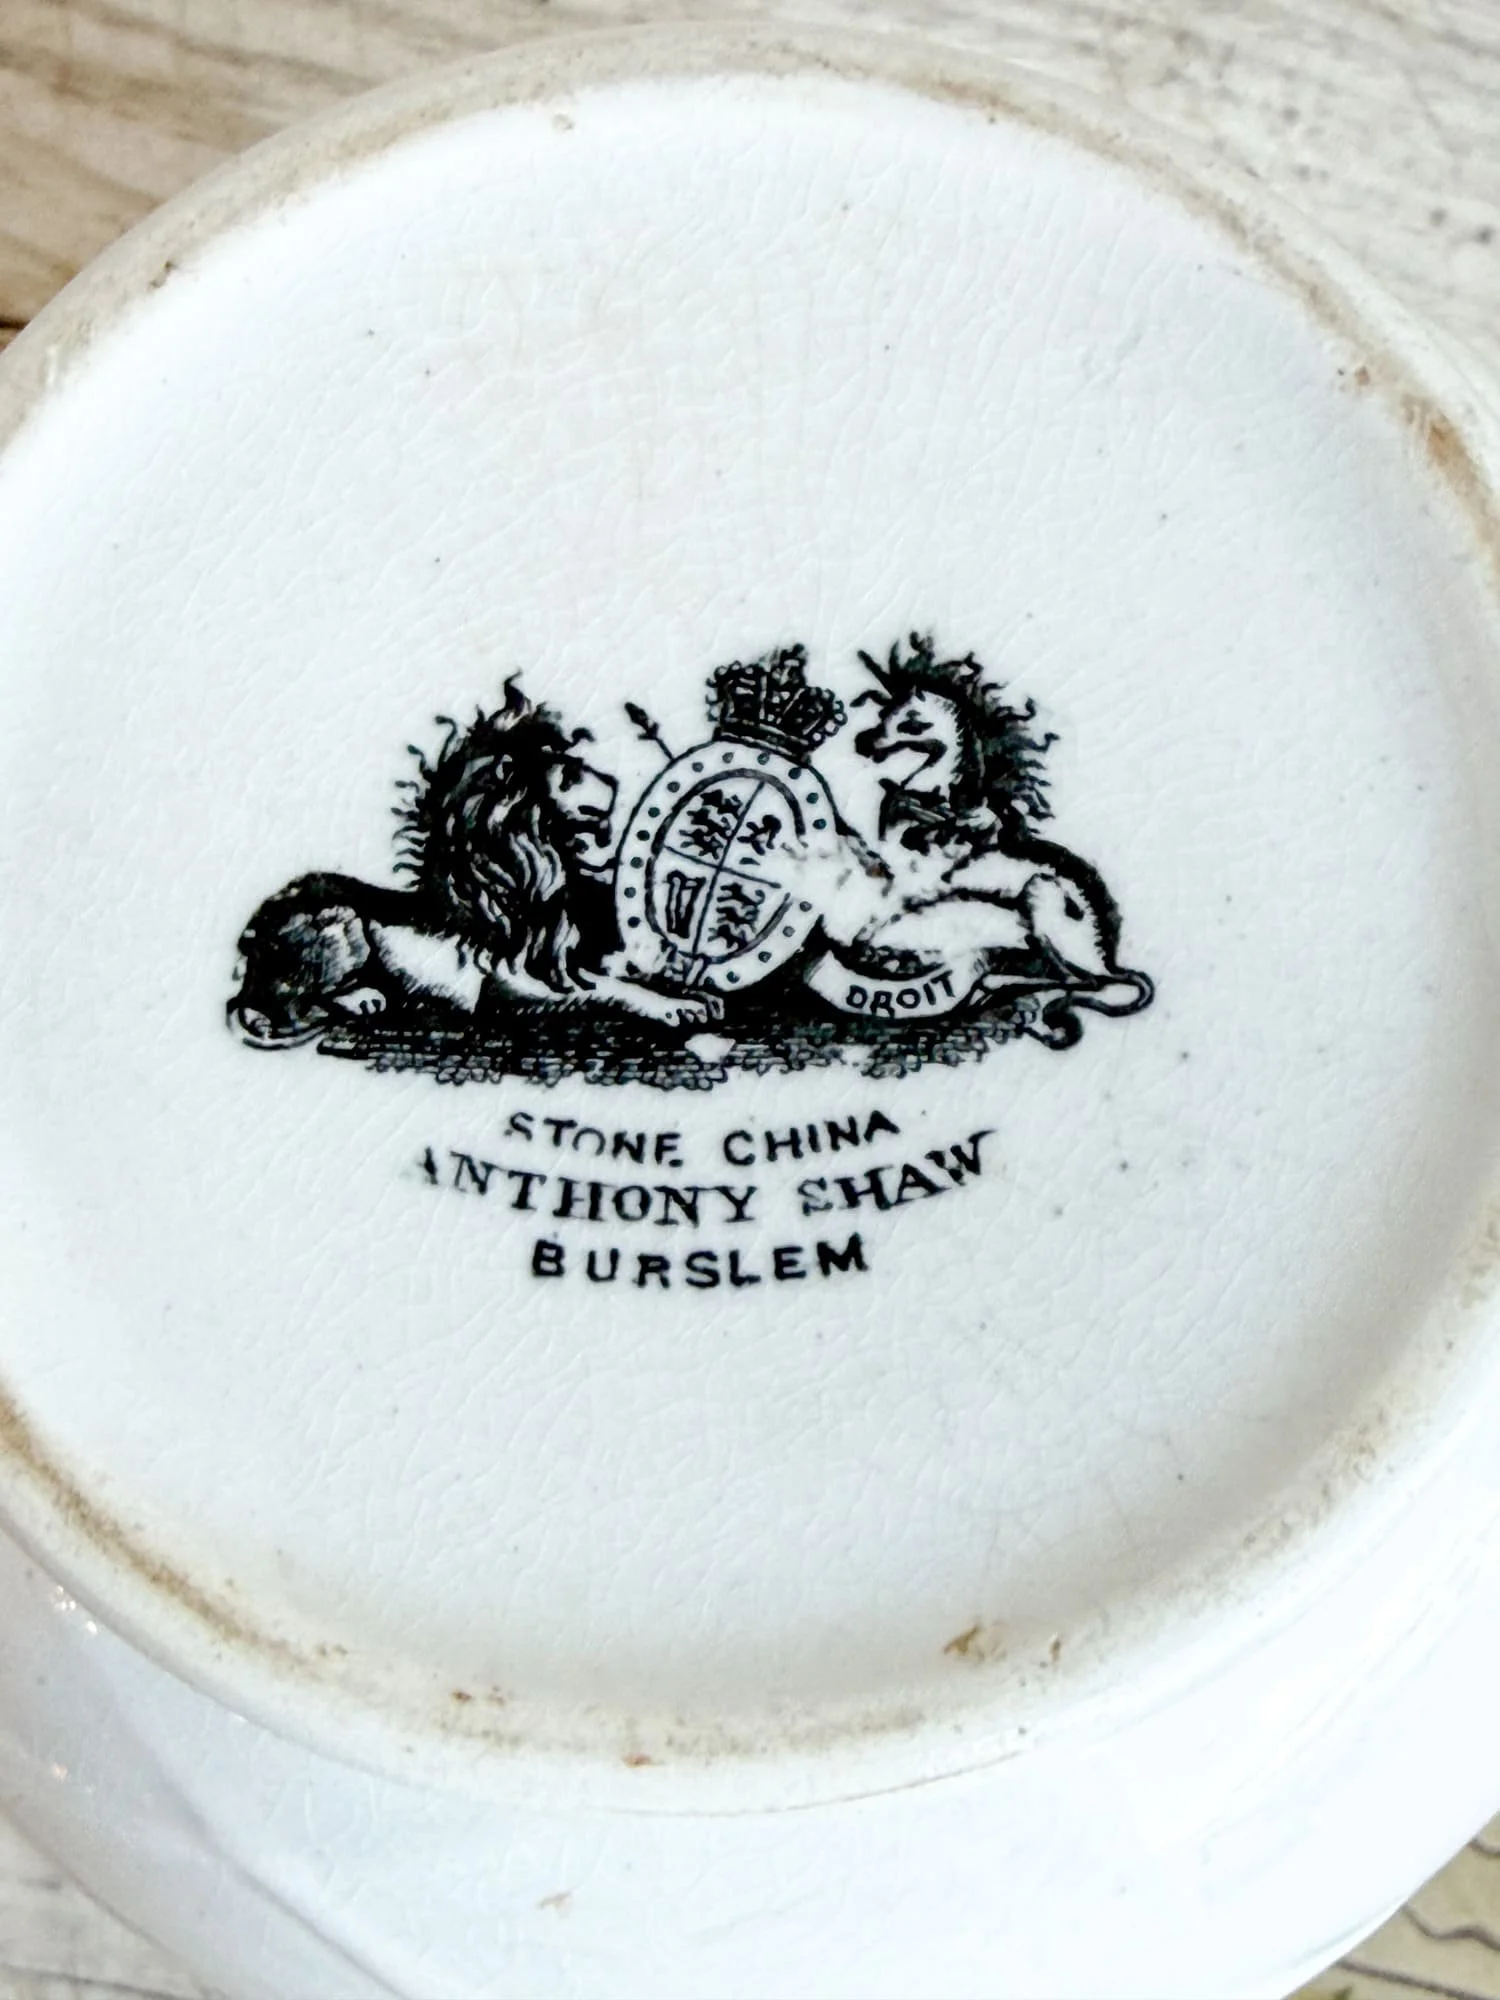 DROIT
STONE CHINA
ANTHONY SHAW
BURSLEM